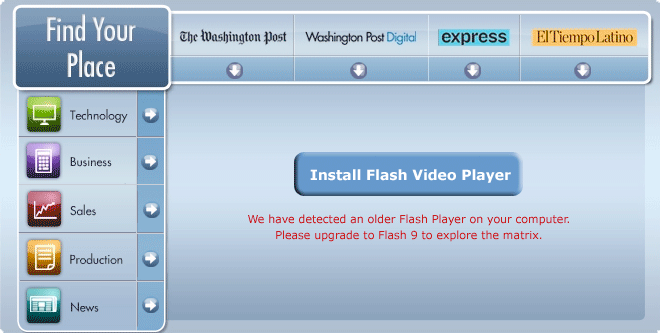 Find Your
Place
The Washington Post
Washington Post Digital
express
El Tiempo Latino
Technology
Business
Sales
Production
News
Install Flash Video Player
We have detected an older Flash Player on your computer.
Please upgrade to Flash 9 to explore the matrix.